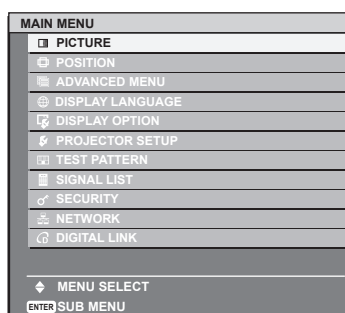 MAIN MENU
PICTURE
POSITION
ADVANCED MENU
DISPLAY LANGUAGE
DISPLAY OPTION
PROJECTOR SETUP
TEST PATTERN
SIGNAL LIST
SECURITY
NETWORK
DIGITAL LINK
MENU SELECT
ENTER SUB MENU